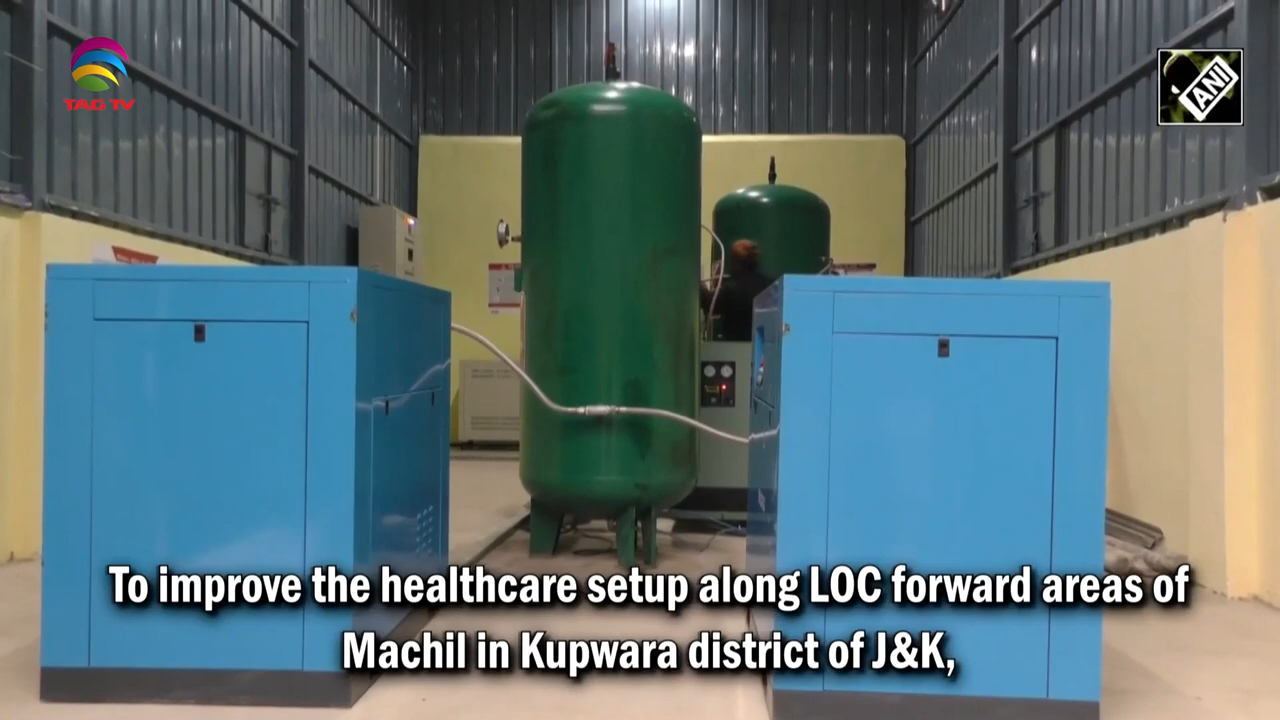 TAG TV
ANI
To improve the healthcare setup along LOC forward areas of
Machil in Kupwara district of J&K,